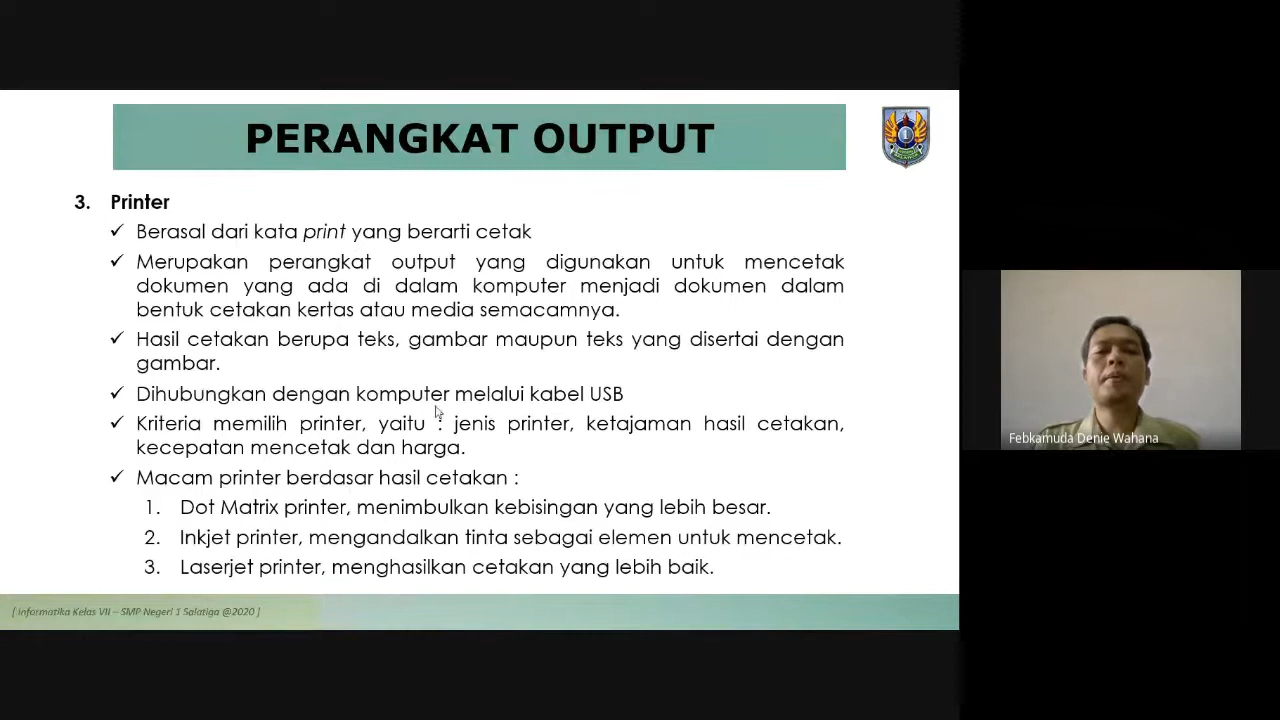 PERANGKAT OUTPUT
1
3. Printer
✓ Berasal dari kata print yang berarti cetak
✓ Merupakan perangkat output yang digunakan untuk mencetak
dokumen yang ada di dalam komputer menjadi dokumen dalam
bentuk cetakan kertas atau media semacamnya.
✓ Hasil cetakan berupa teks, gambar maupun teks yang disertai dengan
gambar.
✓ Dihubungkan dengan komputer melalui kabel USB
✓ Kriteria memilih printer, yaitu : jenis printer, ketajaman hasil cetakan,
kecepatan mencetak dan harga.
✓ Macam printer berdasar hasil cetakan :
1. Dot Matrix printer, menimbulkan kebisingan yang lebih besar.
2. Inkjet printer, mengandalkan tinta sebagai elemen untuk mencetak.
3. Laserjet printer, menghasilkan cetakan yang lebih baik.
[ Informatika Kelas VII – SMP Negeri 1 Salatiga @2020 ]
Febkamuda Denie Wahana